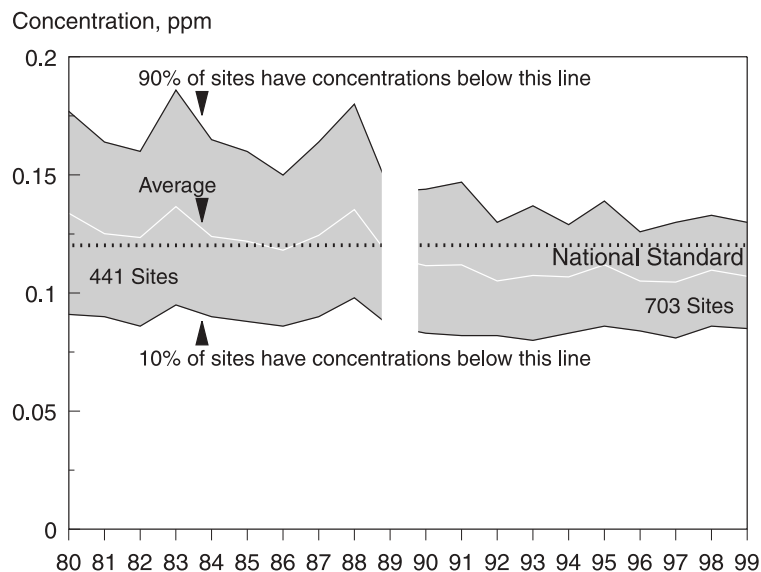 Concentration, ppm
0.2
90% of sites have concentrations below this line
0.15
Average
National Standard
441 Sites
0.1
703 Sites
10% of sites have concentrations below this line
0.05
0
80 81 82 83 84 85 86 87 88 89 90 91 92 93 94 95 96 97 98 99